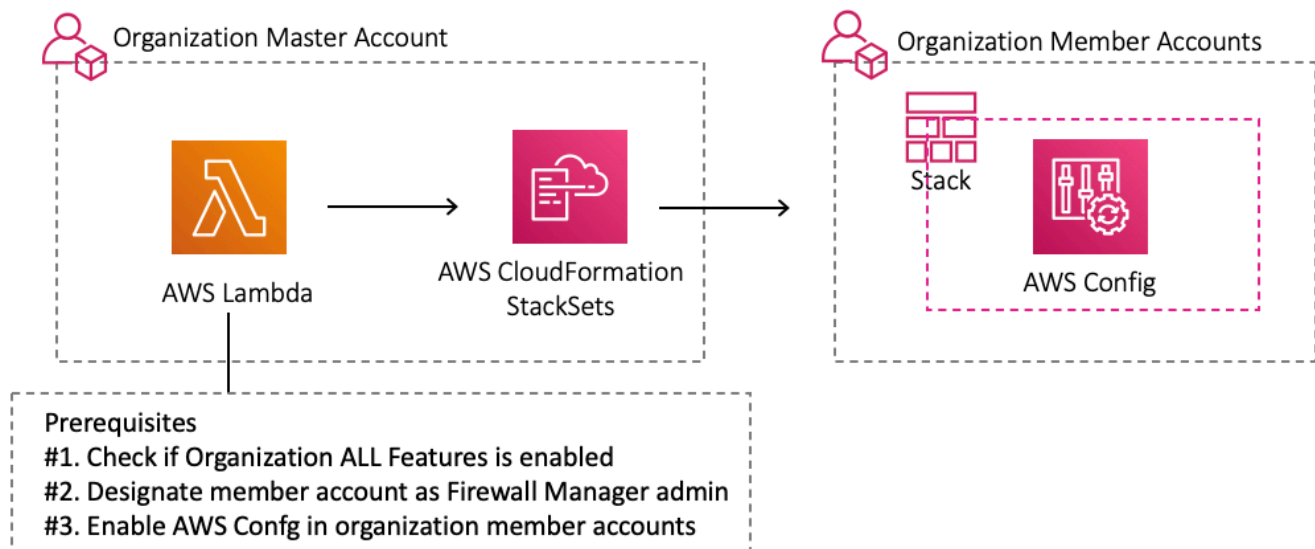 Organization Master Account
Organization Member Accounts
Stack
AWS Lambda
AWS CloudFormation
StackSets
AWS Config
Prerequisites
#1. Check if Organization ALL Features is enabled
#2. Designate member account as Firewall Manager admin
#3. Enable AWS Confg in organization member accounts